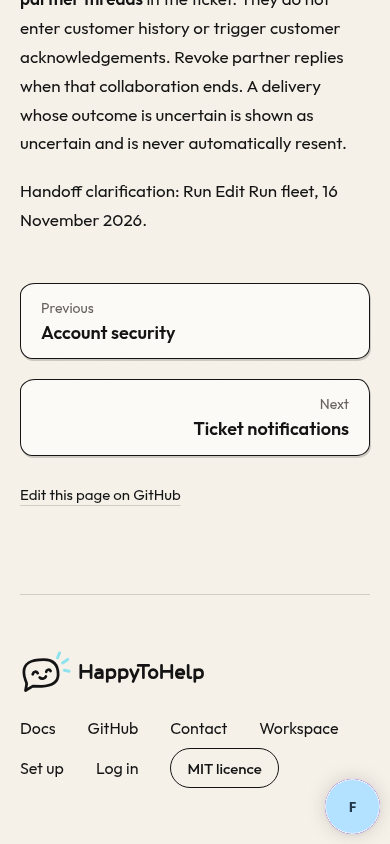 partner threads in the ticket. They do not
enter customer history or trigger customer
acknowledgements. Revoke partner replies
when that collaboration ends. A delivery
whose outcome is uncertain is shown as
uncertain and is never automatically resent.
Handoff clarification: Run Edit Run fleet, 16
November 2026.
Previous
Account security
Next
Ticket notifications
Edit this page on GitHub
HappyToHelp
Docs GitHub Contact Workspace
Set up Log in MIT licence
F